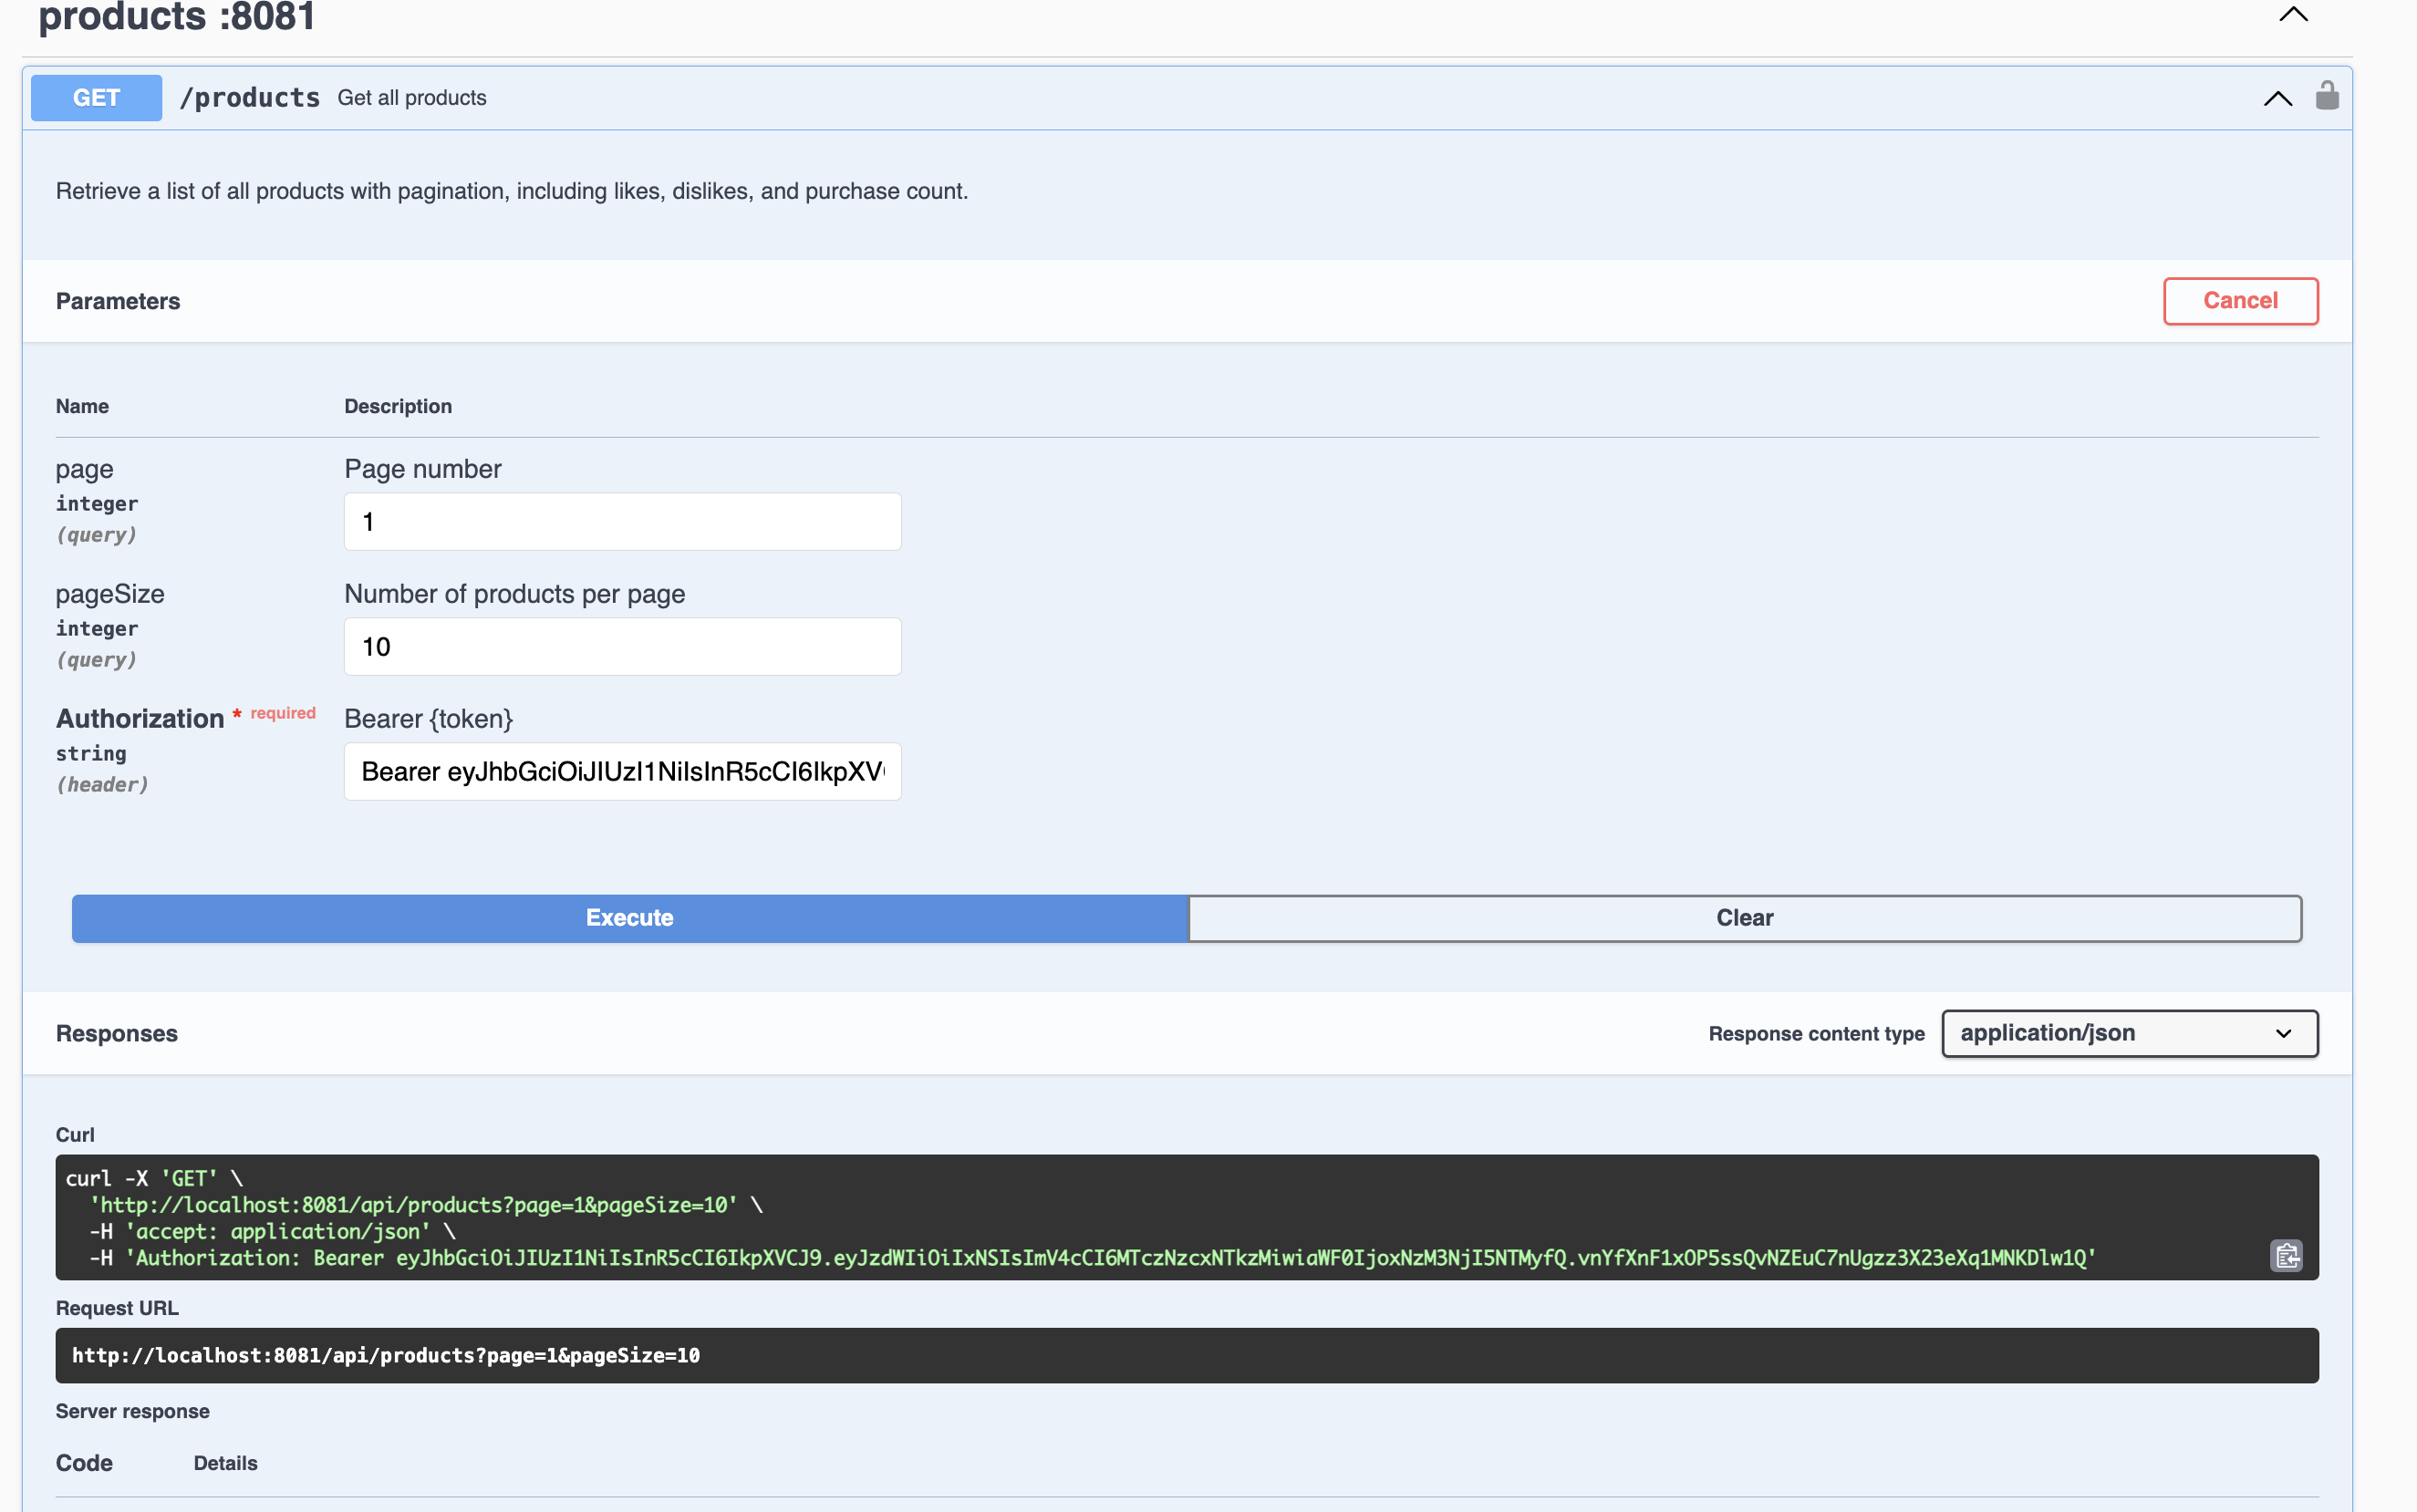 products :8081
GET /products Get all products
Retrieve a list of all products with pagination, including likes, dislikes, and purchase count.
Parameters
Cancel
Name Description
page
integer
(query)
Page number
1
pageSize
integer
(query)
Number of products per page
10
Authorization * required
string
(header)
Bearer {token}
Bearer eyJhbGciOiJIUzI1NiIsInR5cCI6IkpXV
Execute
Clear
Responses
Response content type
application/json
Curl
curl -X 'GET' \
'http://localhost:8081/api/products?page=1&pageSize=10' \
-H 'accept: application/json' \
-H 'Authorization: Bearer eyJhbGciOiJIUzI1NiIsInR5cCI6IkpXVCJ9.eyJzdWIiOiIxNSIsImV4cCI6MTczNzcxNTkzMiwiaWF0IjoxNzM3NjI5NTMyfQ.vnYfXnF1xOP5ssQvNZEuC7nUgzz3X23eXq1MNKDlw1Q'
Request URL
http://localhost:8081/api/products?page=1&pageSize=10
Server response
Code Details